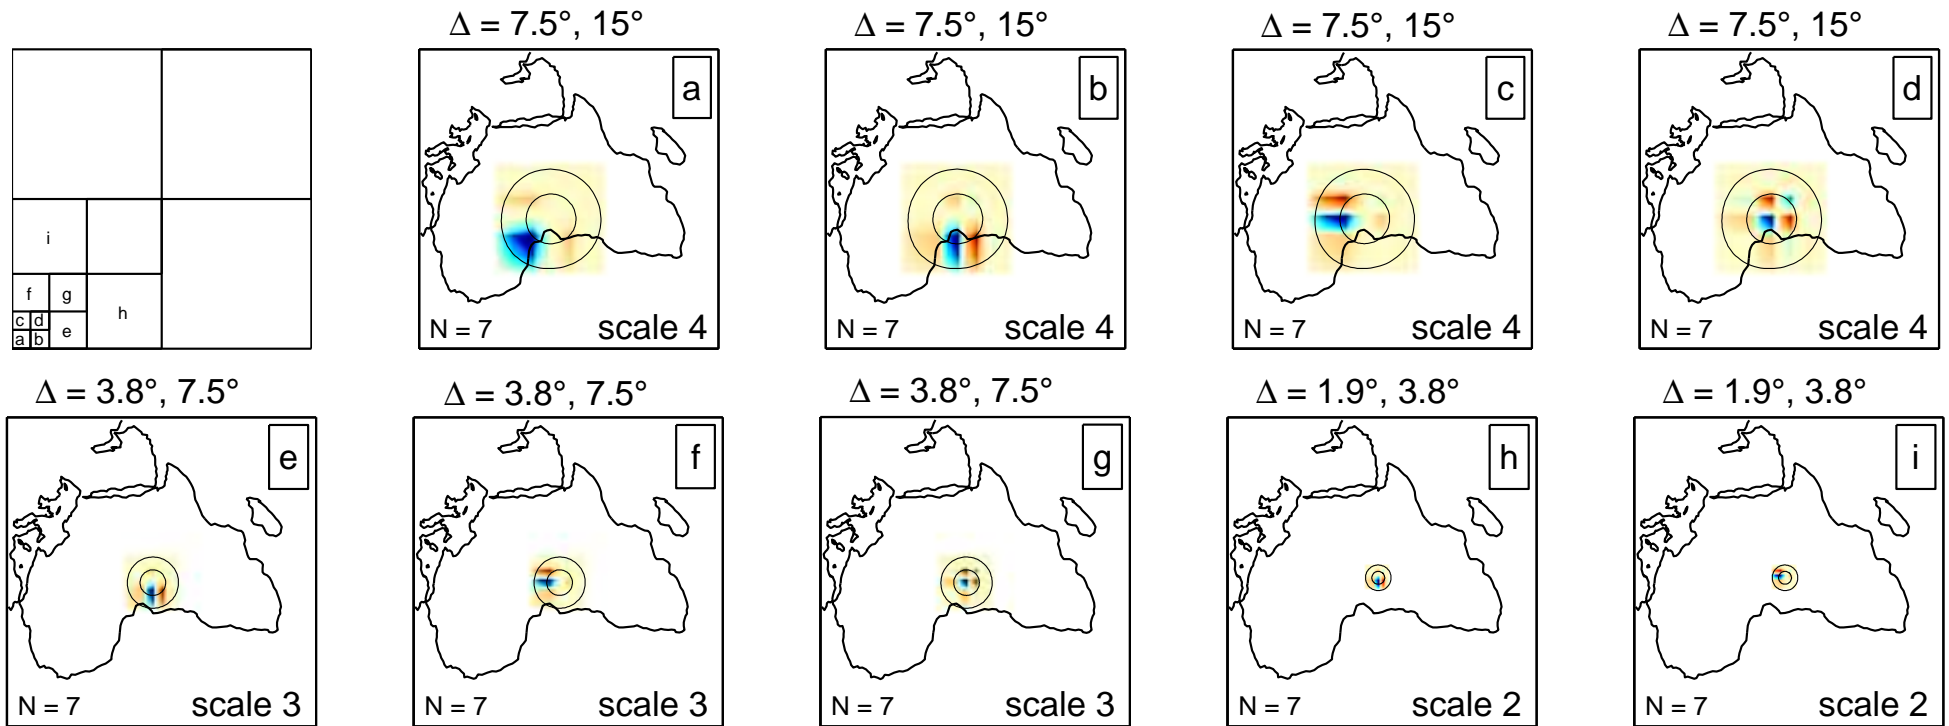 Δ = 7.5°, 15°
Δ = 7.5°, 15°
Δ = 7.5°, 15°
Δ = 7.5°, 15°
i
f g
h
c d
e
a b
a
N = 7 scale 4
b
N = 7 scale 4
c
N = 7 scale 4
d
N = 7 scale 4
Δ = 3.8°, 7.5°
Δ = 3.8°, 7.5°
Δ = 3.8°, 7.5°
Δ = 1.9°, 3.8°
Δ = 1.9°, 3.8°
e
N = 7 scale 3
f
N = 7 scale 3
g
N = 7 scale 3
h
N = 7 scale 2
i
N = 7 scale 2